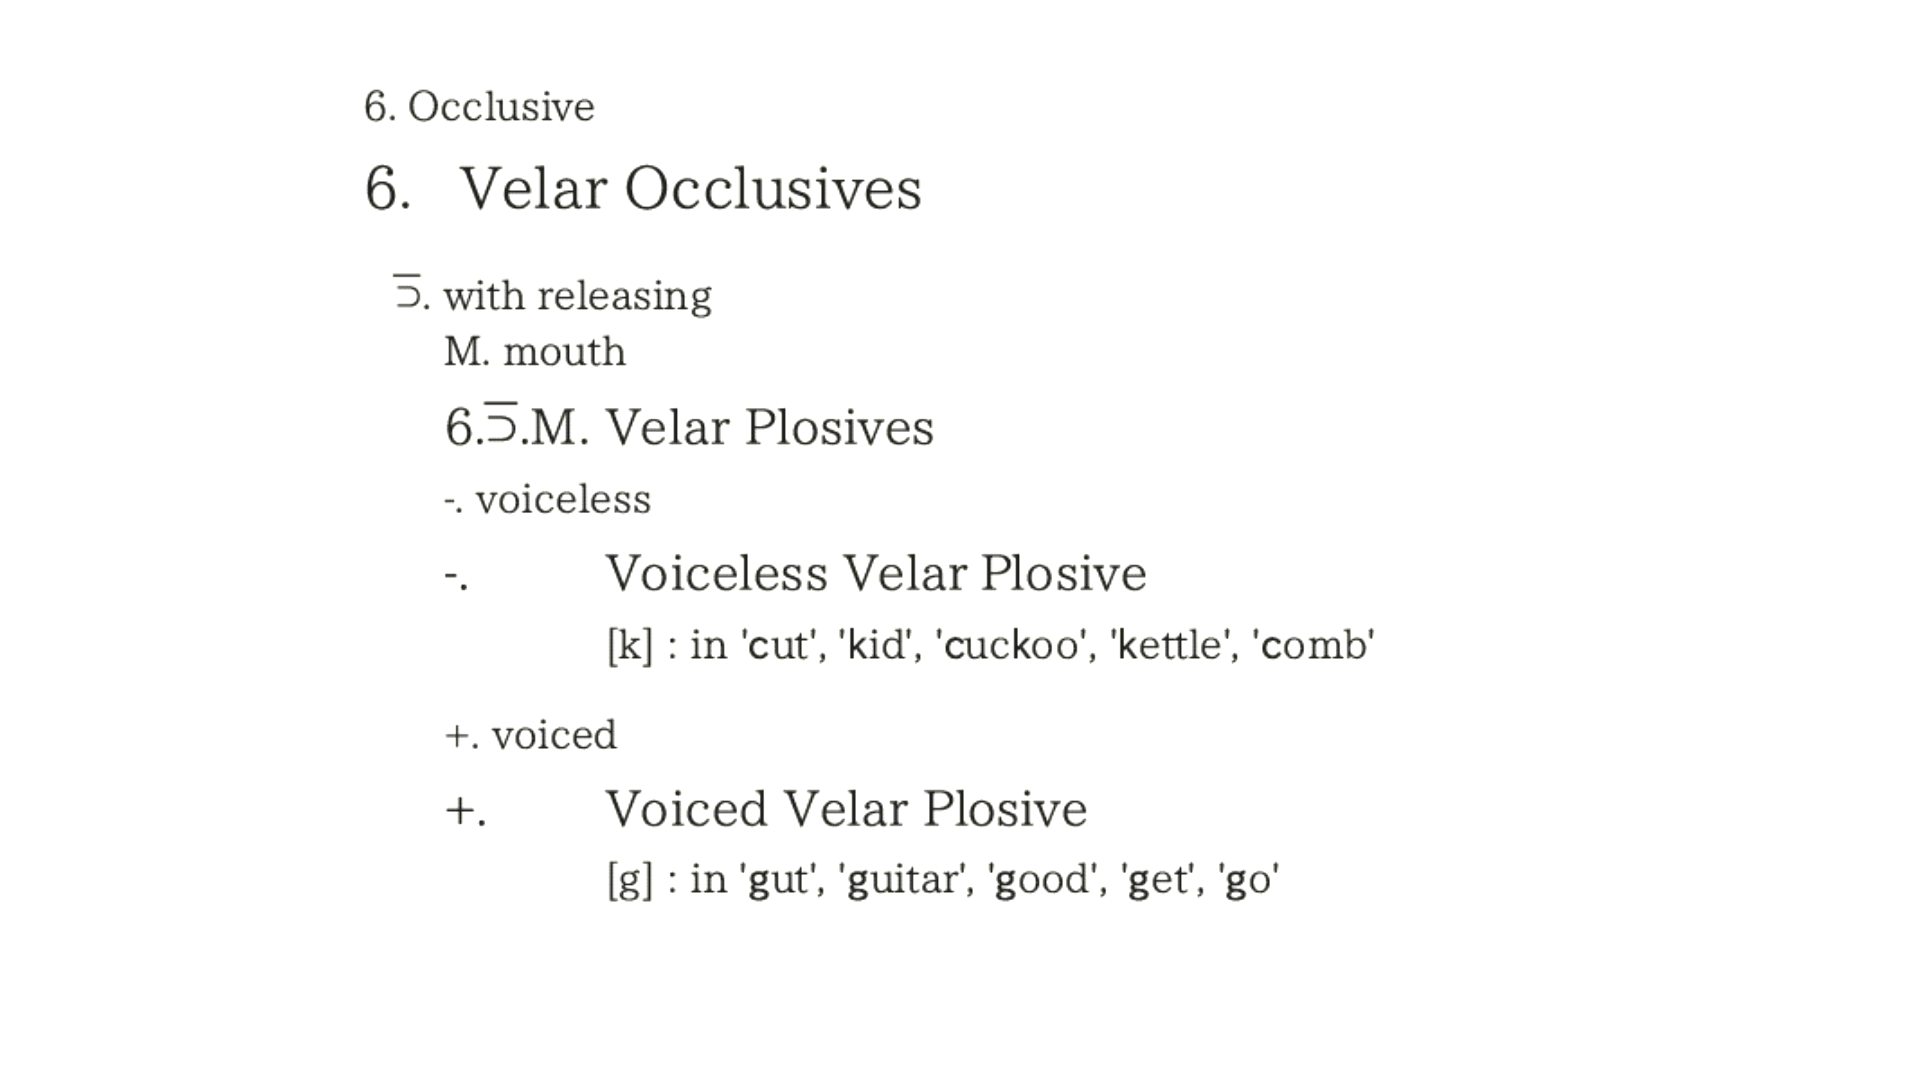 6. Occlusive
6. Velar Occlusives
⊃̅. with releasing
M. mouth
6.⊃̅.M. Velar Plosives
-. voiceless
-. Voiceless Velar Plosive
[k] : in 'cut', 'kid', 'cuckoo', 'kettle', 'comb'
+. voiced
+. Voiced Velar Plosive
[g] : in 'gut', 'guitar', 'good', 'get', 'go'